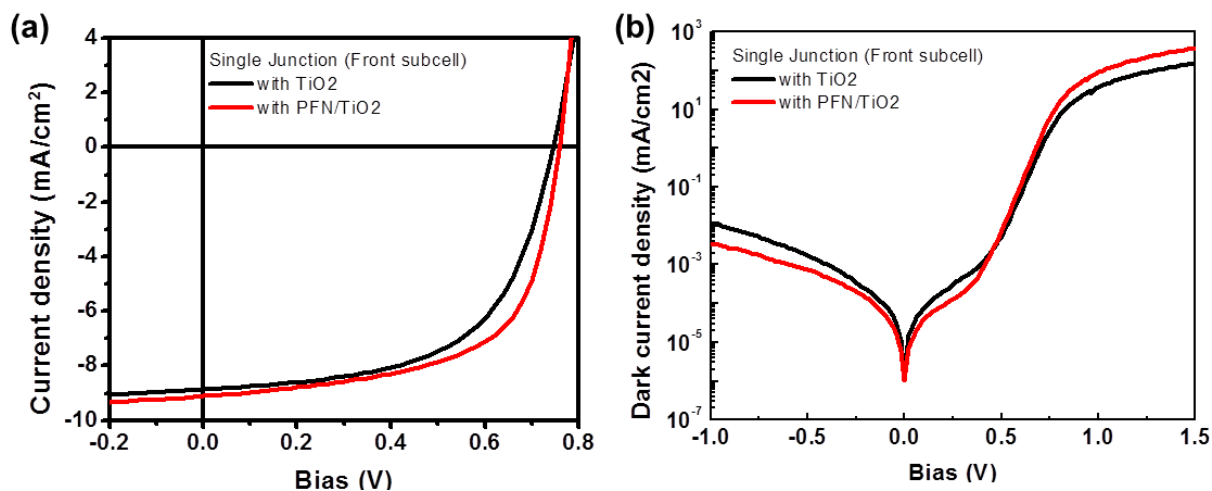 (a)
Current density (mA/cm²)
4
2
0
-2
-4
-6
-8
-10
Single Junction (Front subcell)
with TiO2
with PFN/TiO2
-0.2
0.0
0.2
0.4
0.6
0.8
Bias (V)
(b)
Dark current density (mA/cm2)
10³
10¹
10⁻¹
10⁻³
10⁻⁵
10⁻⁷
Single Junction (Front subcell)
with TiO2
with PFN/TiO2
-1.0
-0.5
0.0
0.5
1.0
1.5
Bias (V)